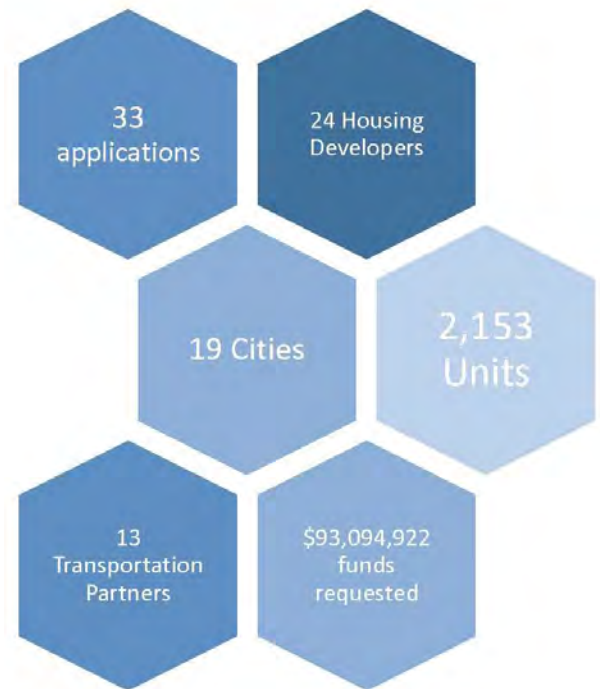 33
applications
24 Housing
Developers
19 Cities
2,153
Units
13
Transportation
Partners
$93,094,922
funds
requested